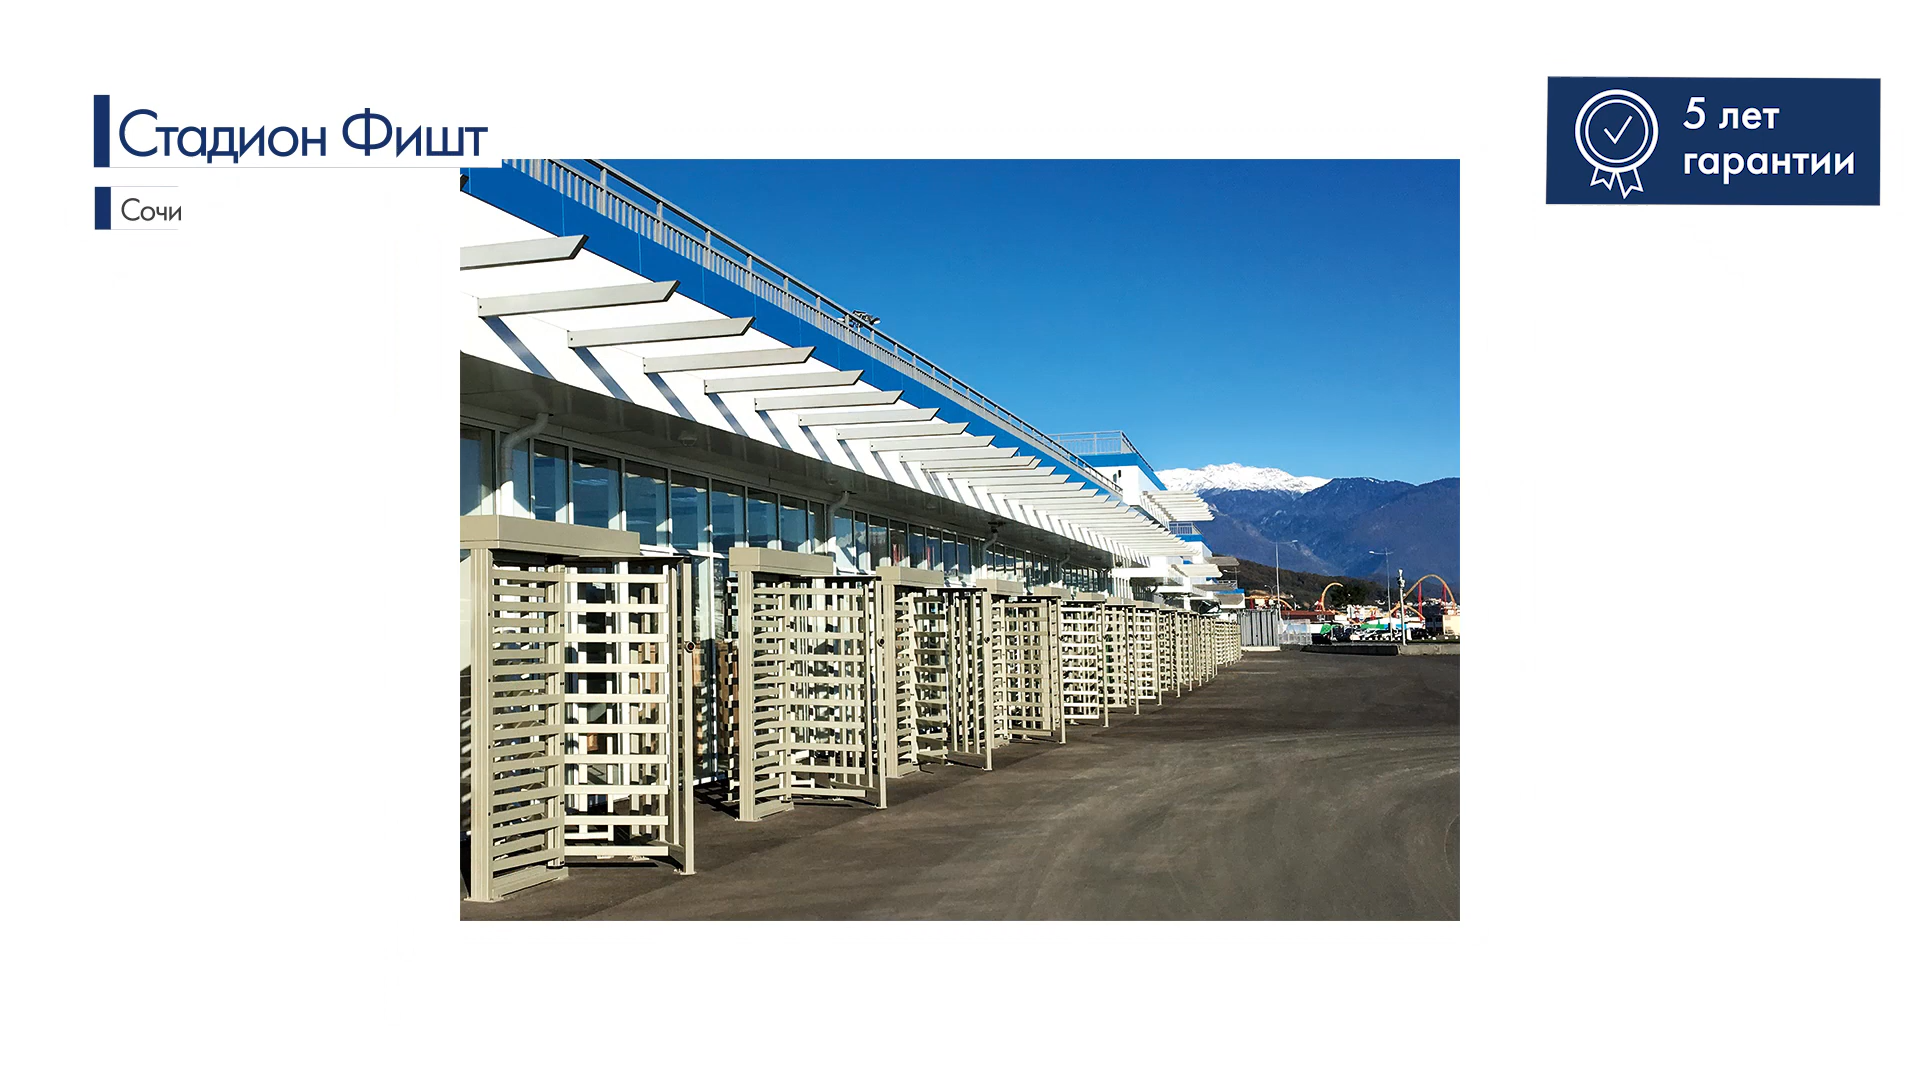 Стадион Фишт
Сочи
5 лет
гарантии